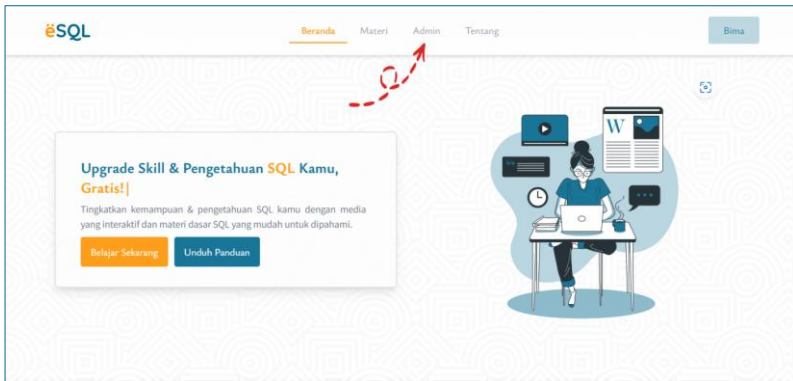 ëSQL
Beranda Materi Admin Tentang
Bima
Upgrade Skill & Pengetahuan SQL Kamu,
Gratis!|
Tingkatkan kemampuan & pengetahuan SQL kamu dengan media
yang interaktif dan materi dasar SQL yang mudah untuk dipahami.
Belajar Sekarang Unduh Panduan
W